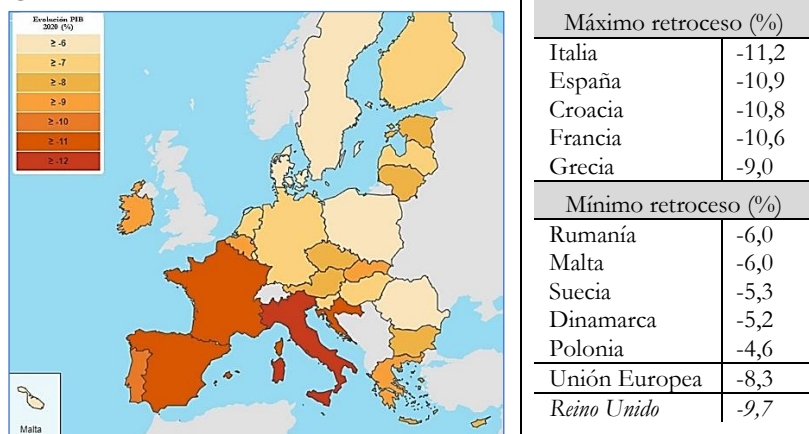 Evolución PIB
2020 (%)
≥ -6
≥ -7
≥ -8
≥ -9
≥ -10
≥ -11
≥ -12
Malta
Máximo retroceso (%)
Italia -11,2
España -10,9
Croacia -10,8
Francia -10,6
Grecia -9,0
Mínimo retroceso (%)
Rumanía -6,0
Malta -6,0
Suecia -5,3
Dinamarca -5,2
Polonia -4,6
Unión Europea -8,3
Reino Unido -9,7